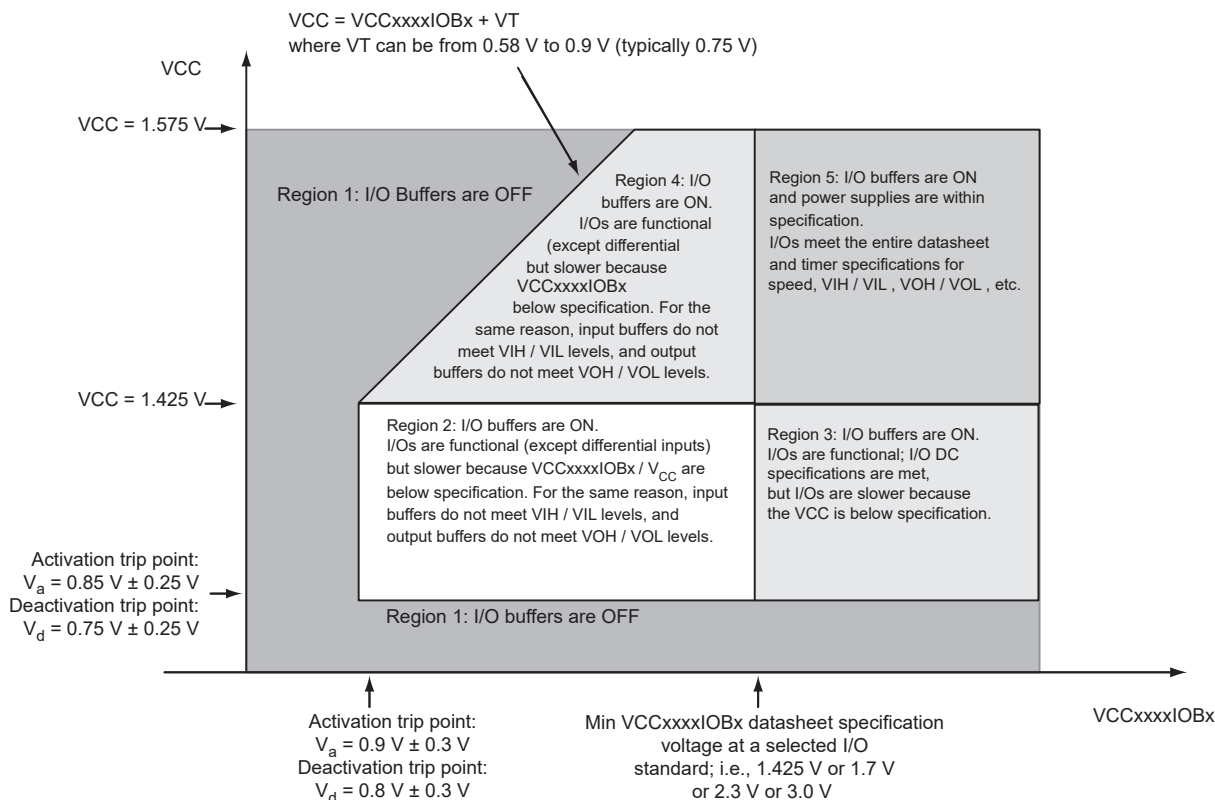 VCC = VCCxxxxIOBx + VT
where VT can be from 0.58 V to 0.9 V (typically 0.75 V)
VCC
VCC = 1.575 V
Region 1: I/O Buffers are OFF
Region 4: I/O
buffers are ON.
I/Os are functional
(except differential
but slower because
VCCxxxxIOBx
below specification. For the
same reason, input buffers do not
meet VIH / VIL levels, and output
buffers do not meet VOH / VOL levels.
Region 5: I/O buffers are ON
and power supplies are within
specification.
I/Os meet the entire datasheet
and timer specifications for
speed, VIH / VIL , VOH / VOL , etc.
VCC = 1.425 V
Region 2: I/O buffers are ON.
I/Os are functional (except differential inputs)
but slower because VCCxxxxIOBx / VCC are
below specification. For the same reason, input
buffers do not meet VIH / VIL levels, and
output buffers do not meet VOH / VOL levels.
Region 3: I/O buffers are ON.
I/Os are functional; I/O DC
specifications are met,
but I/Os are slower because
the VCC is below specification.
Activation trip point:
Va = 0.85 V ± 0.25 V
Deactivation trip point:
Vd = 0.75 V ± 0.25 V
Region 1: I/O buffers are OFF
Activation trip point:
Va = 0.9 V ± 0.3 V
Deactivation trip point:
Vd = 0.8 V ± 0.3 V
Min VCCxxxxIOBx datasheet specification
voltage at a selected I/O
standard; i.e., 1.425 V or 1.7 V
or 2.3 V or 3.0 V
VCCxxxxIOBx